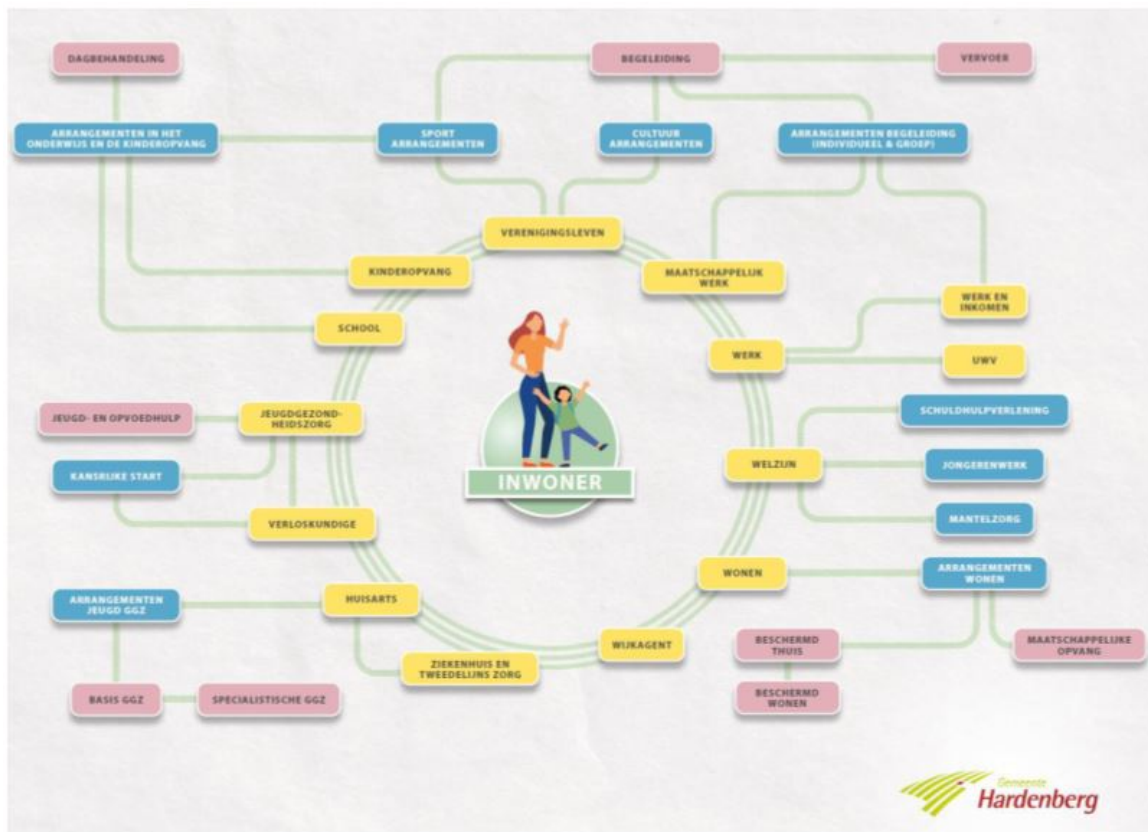 DAGBEHANDELING
BEGELEIDING
VERVOER
ARRANGEMENTEN IN HET
ONDERWIJS EN DE KINDEROPVANG
SPORT
ARRANGEMENTEN
CULTUUR
ARRANGEMENTEN
ARRANGEMENTEN BEGELEIDING
(INDIVIDUEEL & GROEP)
VERENIGINGSLEVEN
KINDEROPVANG
MAATSCHAPPELIJK
WERK
SCHOOL
WERK EN
INKOMEN
WERK
UWV
JEUGD- EN OPVOEDHULP
JEUGDGEZOND-
HEIDSZORG
SCHULDHULPVERLENING
KANSRIJKE START
WELZIJN
JONGERENWERK
INWONER
VERLOSKUNDIGE
MANTELZORG
WONEN
ARRANGEMENTEN
WONEN
ARRANGEMENTEN
JEUGD GGZ
HUISARTS
WIJKAGENT
BESCHERMD
THUIS
MAATSCHAPPELIJKE
OPVANG
ZIEKENHUIS EN
TWEEDELIJNS ZORG
BASIS GGZ
SPECIALISTISCHE GGZ
BESCHERMD
WONEN
Gemeente
Hardenberg